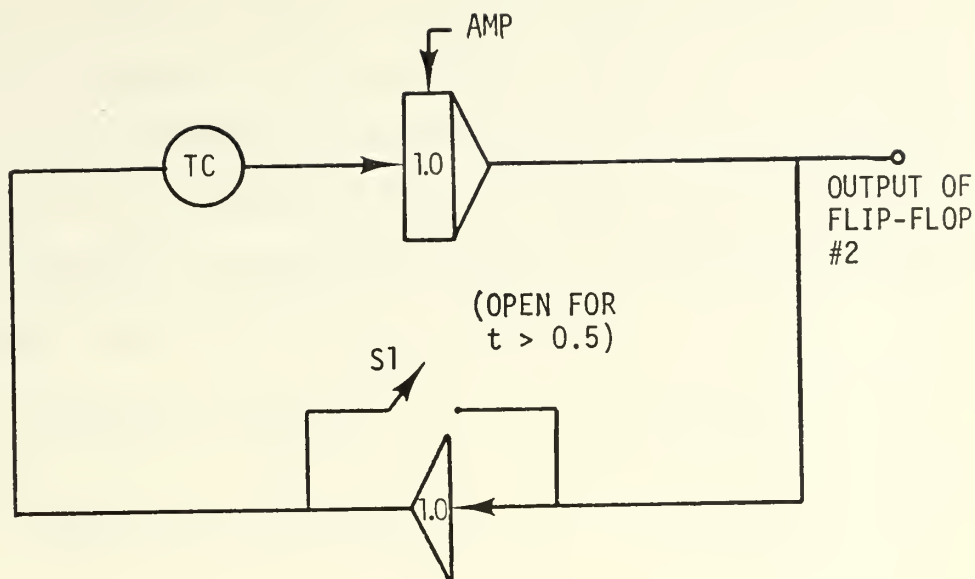 AMP
TC
1.0
OUTPUT OF
FLIP-FLOP
#2
(OPEN FOR
t > 0.5)
S1
1.0